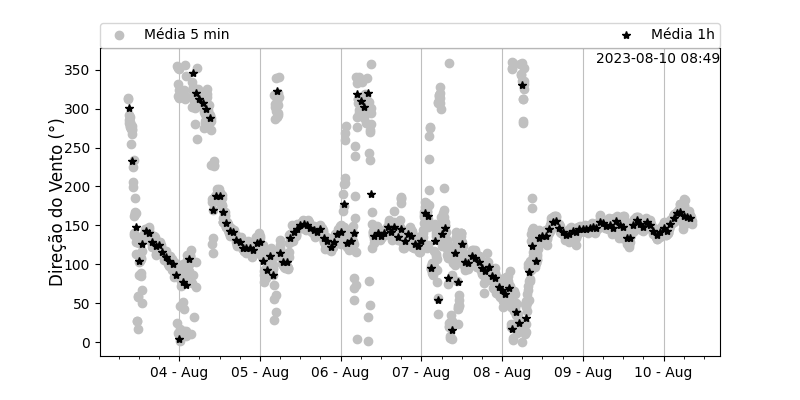 Média 5 min
Média 1h
2023-08-10 08:49
Direção do Vento (°)
350
300
250
200
150
100
50
0
04 - Aug
05 - Aug
06 - Aug
07 - Aug
08 - Aug
09 - Aug
10 - Aug